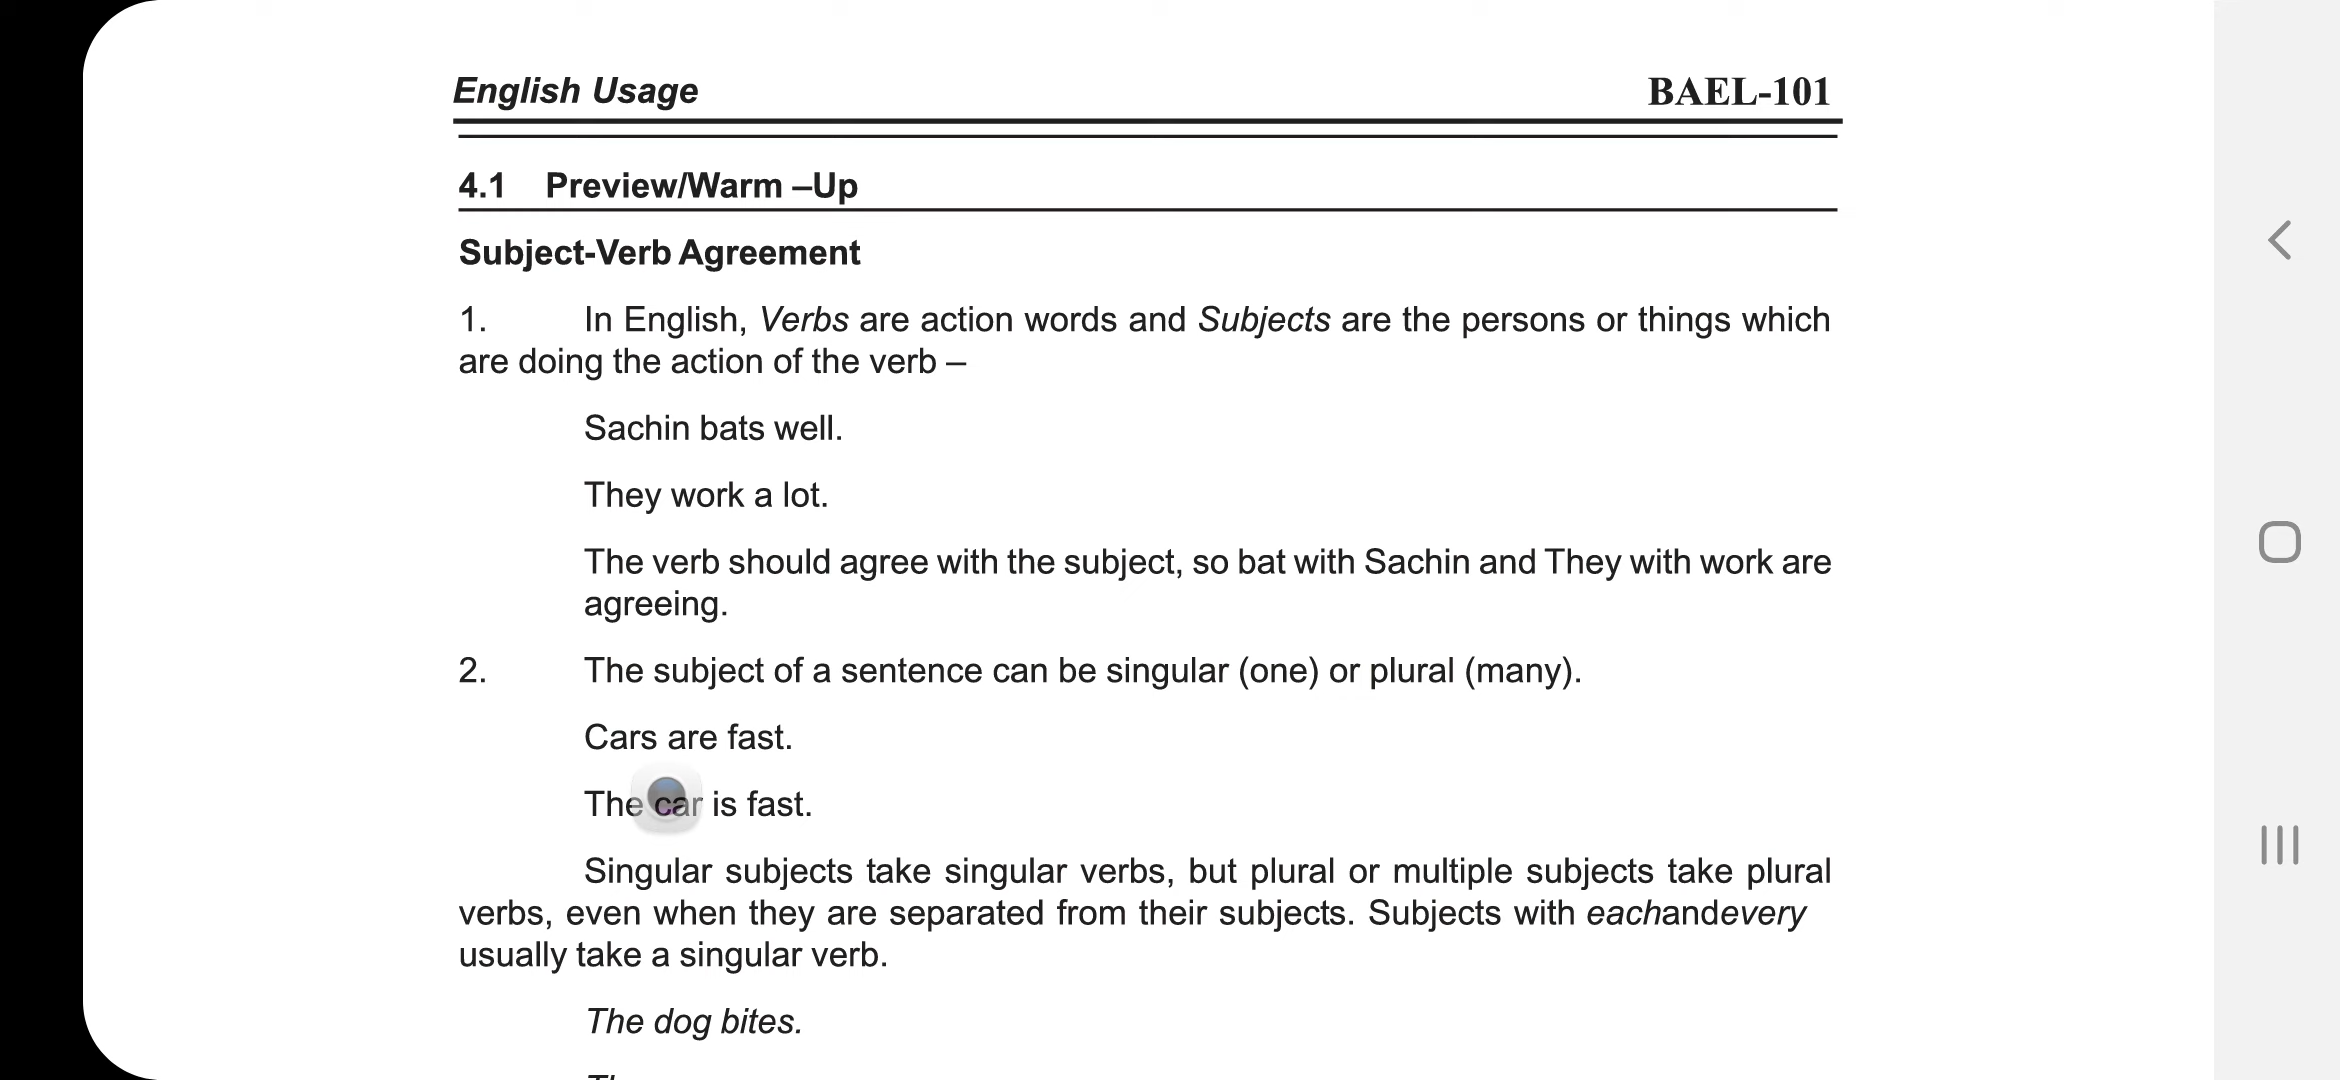 English Usage BAEL-101
4.1 Preview/Warm –Up
Subject-Verb Agreement
1. In English, Verbs are action words and Subjects are the persons or things which
are doing the action of the verb –
Sachin bats well.
They work a lot.
The verb should agree with the subject, so bat with Sachin and They with work are
agreeing.
2. The subject of a sentence can be singular (one) or plural (many).
Cars are fast.
The car is fast.
Singular subjects take singular verbs, but plural or multiple subjects take plural
verbs, even when they are separated from their subjects. Subjects with eachandevery
usually take a singular verb.
The dog bites.